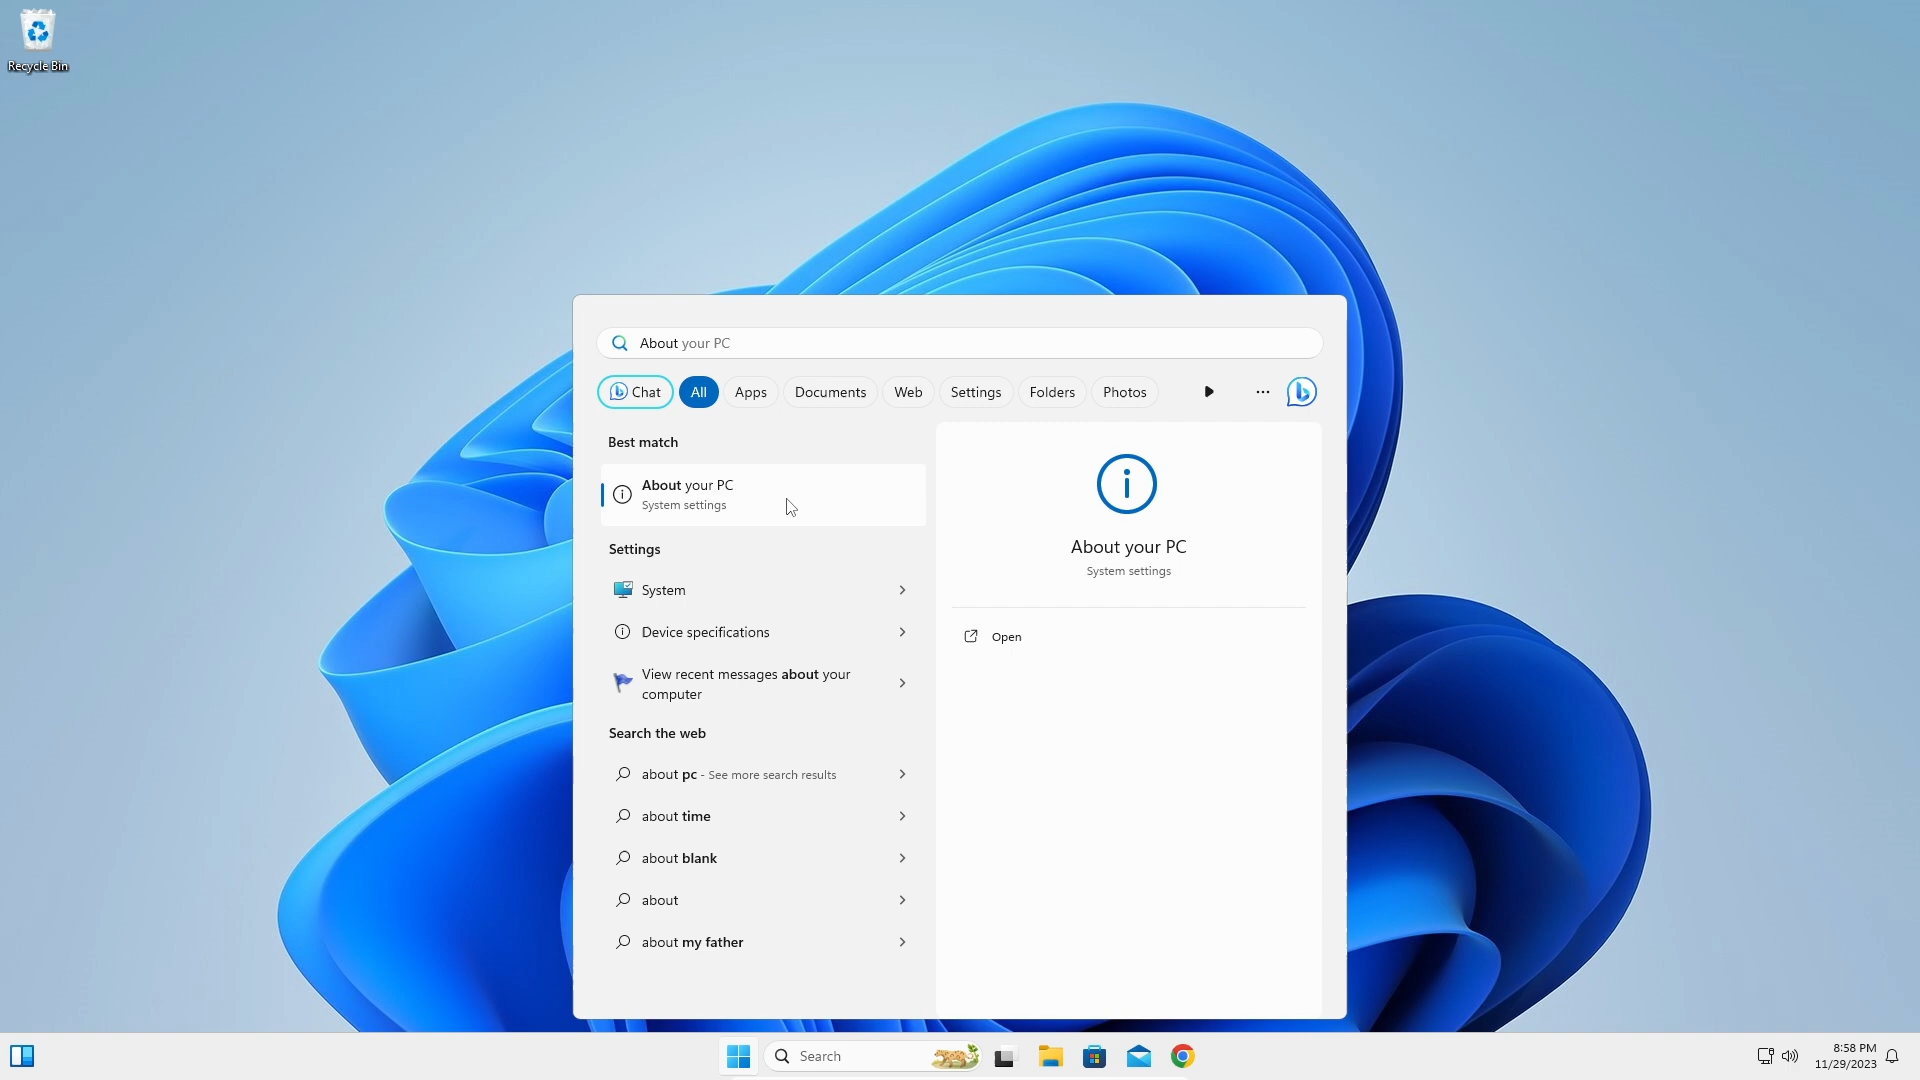 Recycle Bin
About your PC
Chat All Apps Documents Web Settings Folders Photos
Best match
About your PC
System settings
Settings
System
Device specifications
View recent messages about your
computer
Search the web
about pc - See more search results
about time
about blank
about
about my father
About your PC
System settings
Open
Search
8:58 PM
11/29/2023